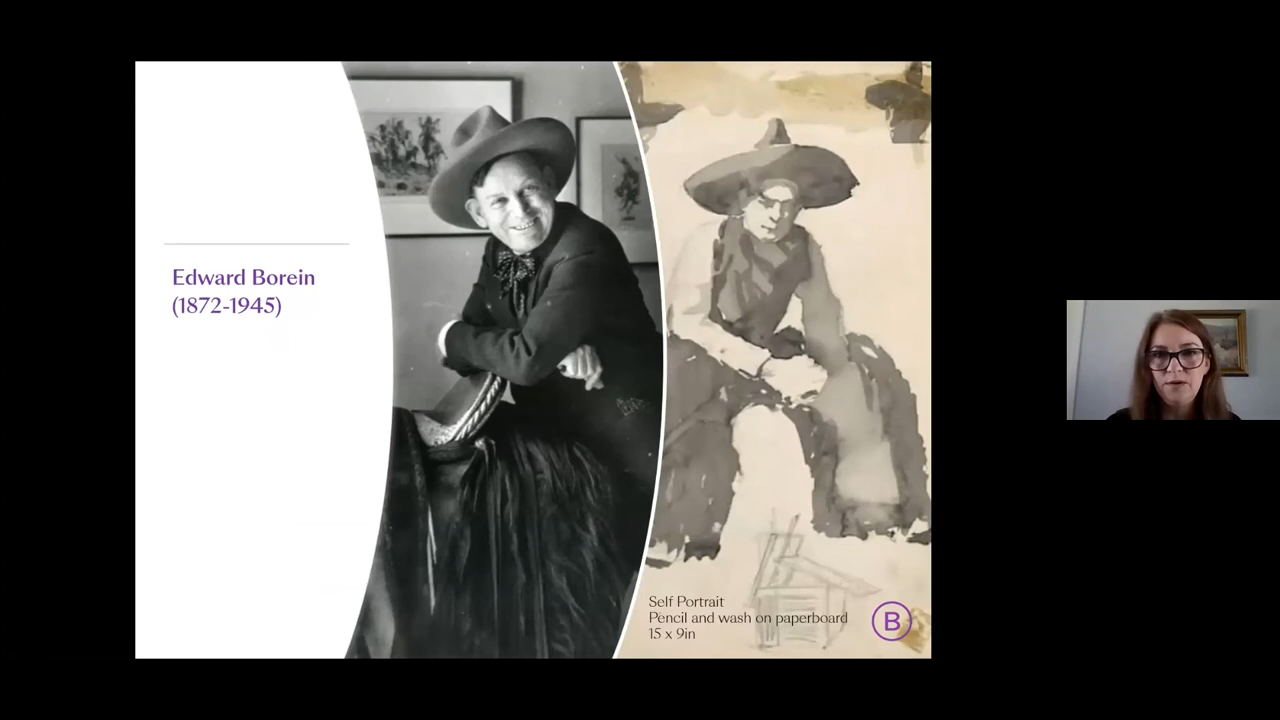 Edward Borein
(1872-1945)
Self Portrait
Pencil and wash on paperboard
15 x 9in
B